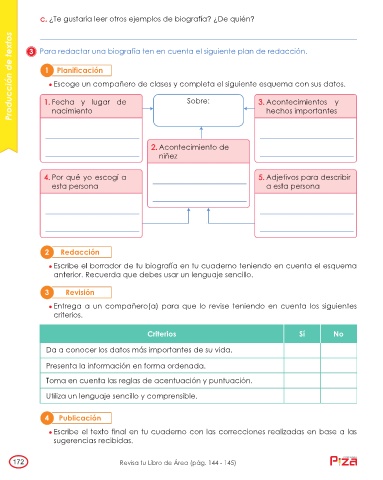 c. ¿Te gustaría leer otros ejemplos de biografía? ¿De quién?
Producción de textos
3 Para redactar una biografía ten en cuenta el siguiente plan de redacción.
1 Planificación
• Escoge un compañero de clases y completa el siguiente esquema con sus datos.
1. Fecha y lugar de
nacimiento
Sobre:
3. Acontecimientos y
hechos importantes
2. Acontecimiento de
niñez
4. Por qué yo escogí a
esta persona
5. Adjetivos para describir
a esta persona
2 Redacción
• Escribe el borrador de tu biografía en tu cuaderno teniendo en cuenta el esquema
anterior. Recuerda que debes usar un lenguaje sencillo.
3 Revisión
• Entrega a un compañero(a) para que lo revise teniendo en cuenta los siguientes
criterios.
Criterios Sí No
Da a conocer los datos más importantes de su vida.
Presenta la información en forma ordenada.
Toma en cuenta las reglas de acentuación y puntuación.
Utiliza un lenguaje sencillo y comprensible.
4 Publicación
• Escribe el texto final en tu cuaderno con las correcciones realizadas en base a las
sugerencias recibidas.
172
Revisa tu Libro de Área (pág. 144 - 145)